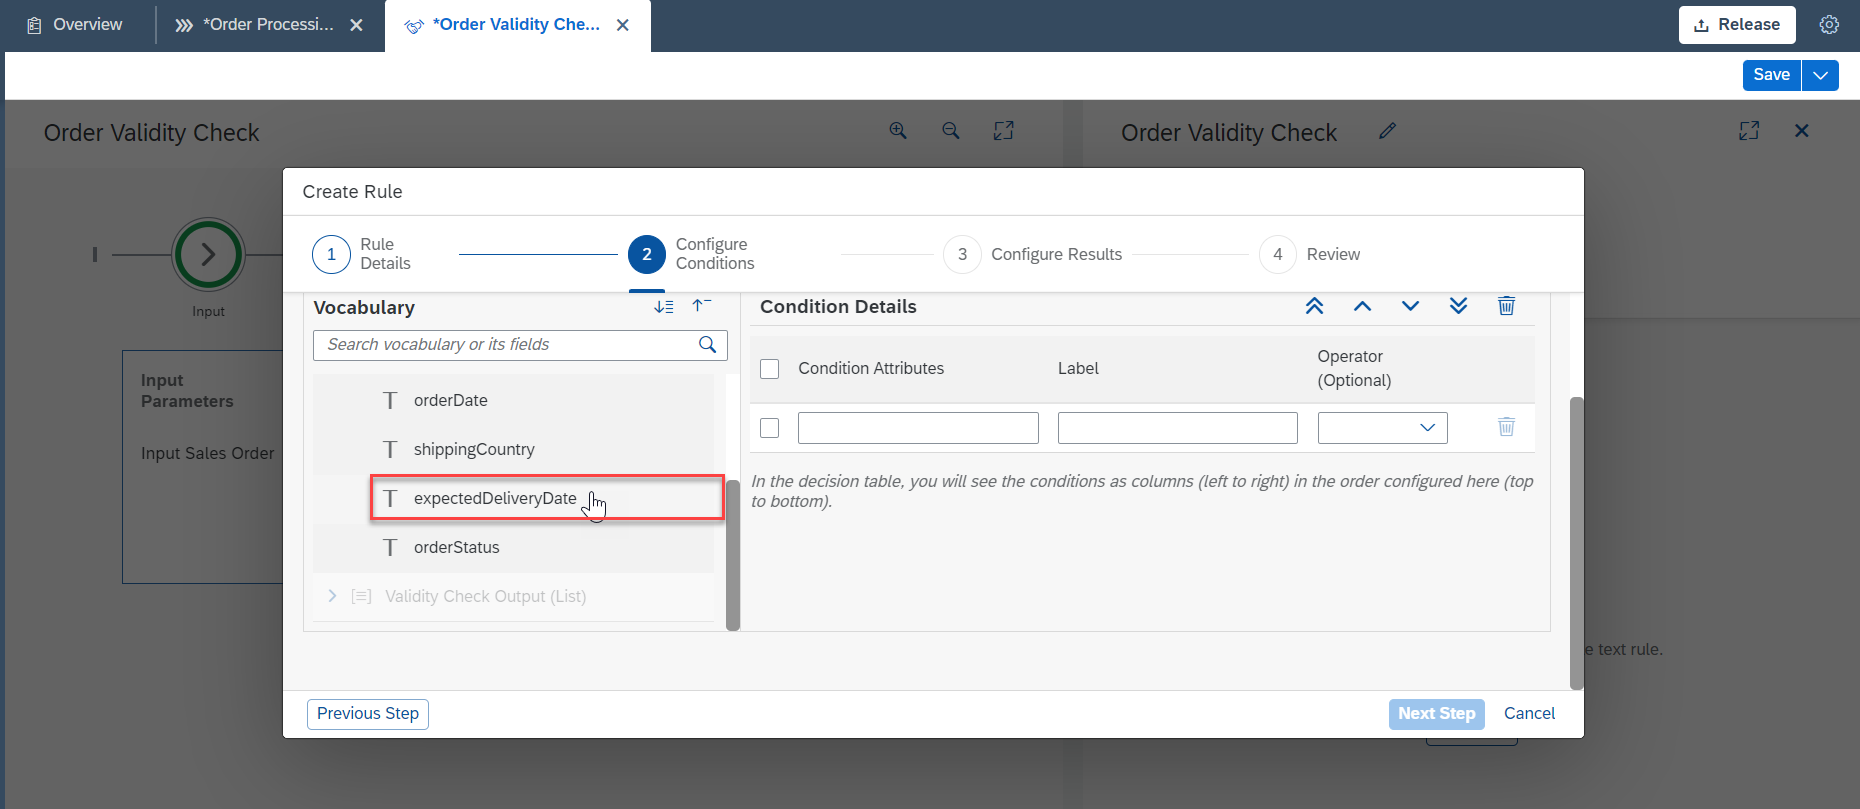 Overview
*Order Processi...
*Order Validity Che...
Release
Save
Order Validity Check
Order Validity Check
Create Rule
1
Rule
Details
2
Configure
Conditions
3
Configure Results
4
Review
Input
Input
Parameters
Input Sales Order
Vocabulary
Search vocabulary or its fields
orderDate
shippingCountry
expectedDeliveryDate
orderStatus
Validity Check Output (List)
Condition Details
Condition Attributes
Label
Operator
(Optional)
In the decision table, you will see the conditions as columns (left to right) in the order configured here (top
to bottom).
e text rule.
Previous Step
Next Step
Cancel